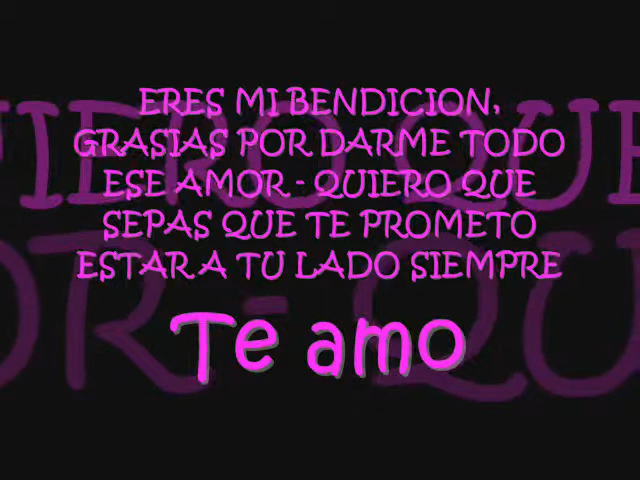 ERES MI BENDICION,
GRASIAS POR DARME TODO
ESE AMOR - QUIERO QUE
SEPAS QUE TE PROMETO
ESTAR A TU LADO SIEMPRE
Te amo